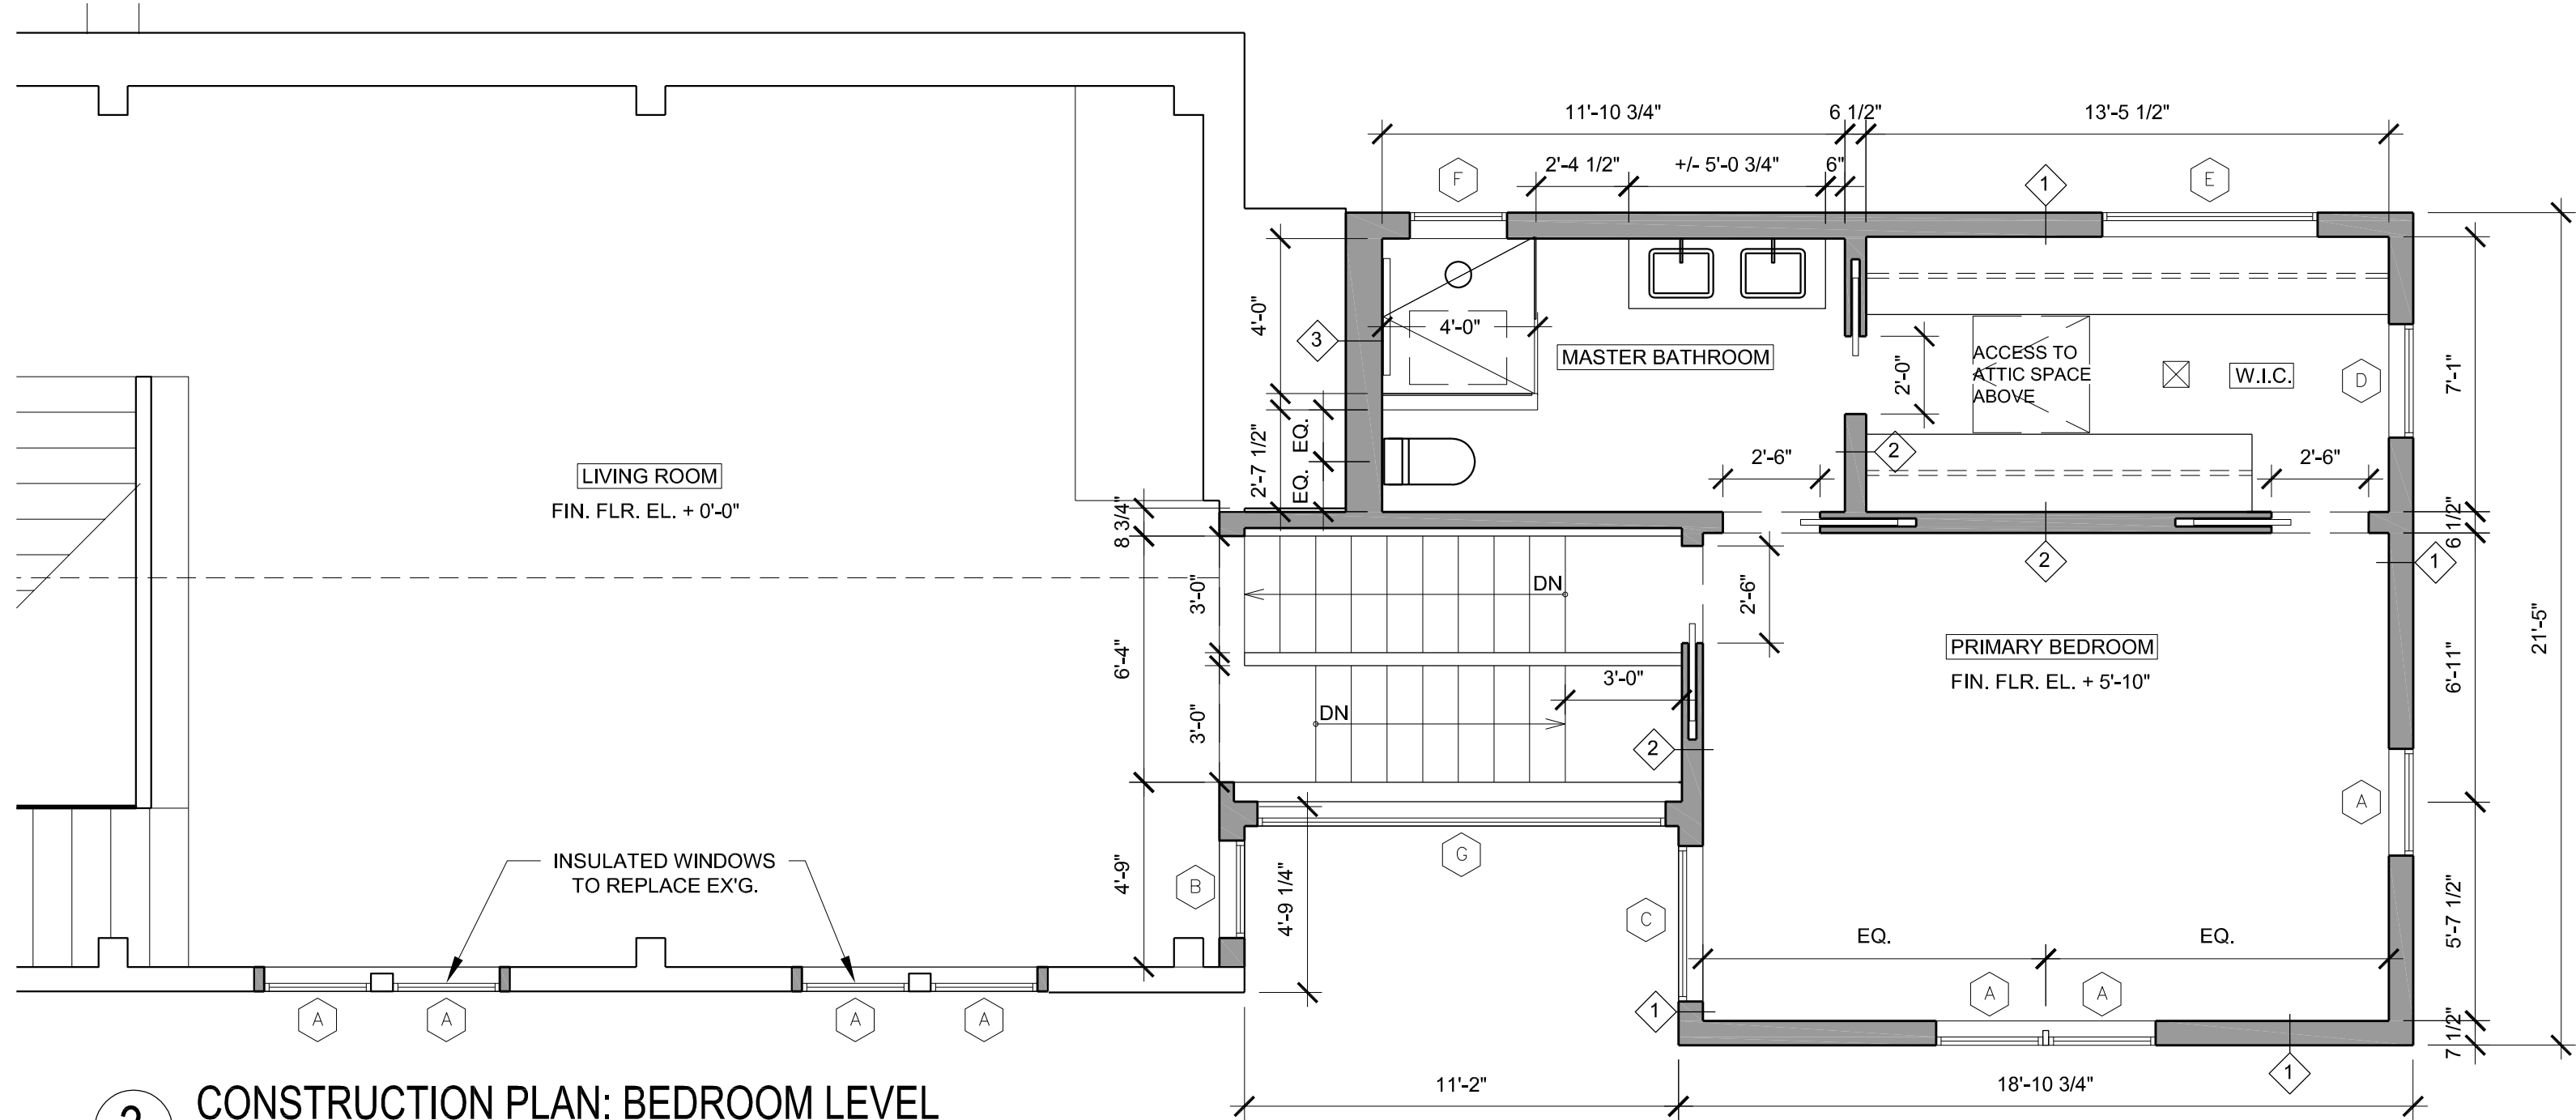 11'-10 3/4"
6 1/2"
13'-5 1/2"
2'-4 1/2"
+/- 5'-0 3/4"
6"
F
1
E
4'-0"
3
4'-0"
MASTER BATHROOM
2'-0"
ACCESS TO
ATTIC SPACE
ABOVE
W.I.C.
D
7'-1"
2'-7 1/2"
EQ.
EQ.
2
2'-6"
2'-6"
LIVING ROOM
FIN. FLR. EL. + 0'-0"
8 3/4"
6 1/2"
2
1
3'-0"
DN
2'-6"
6'-4"
PRIMARY BEDROOM
FIN. FLR. EL. + 5'-10"
6'-11"
21'-5"
3'-0"
3'-0"
DN
2
A
G
INSULATED WINDOWS
TO REPLACE EX'G.
4'-9"
B
4'-9 1/4"
C
EQ.
EQ.
5'-7 1/2"
A
A
A
A
A
A
1
7 1/2"
1
11'-2"
18'-10 3/4"
2
CONSTRUCTION PLAN: BEDROOM LEVEL